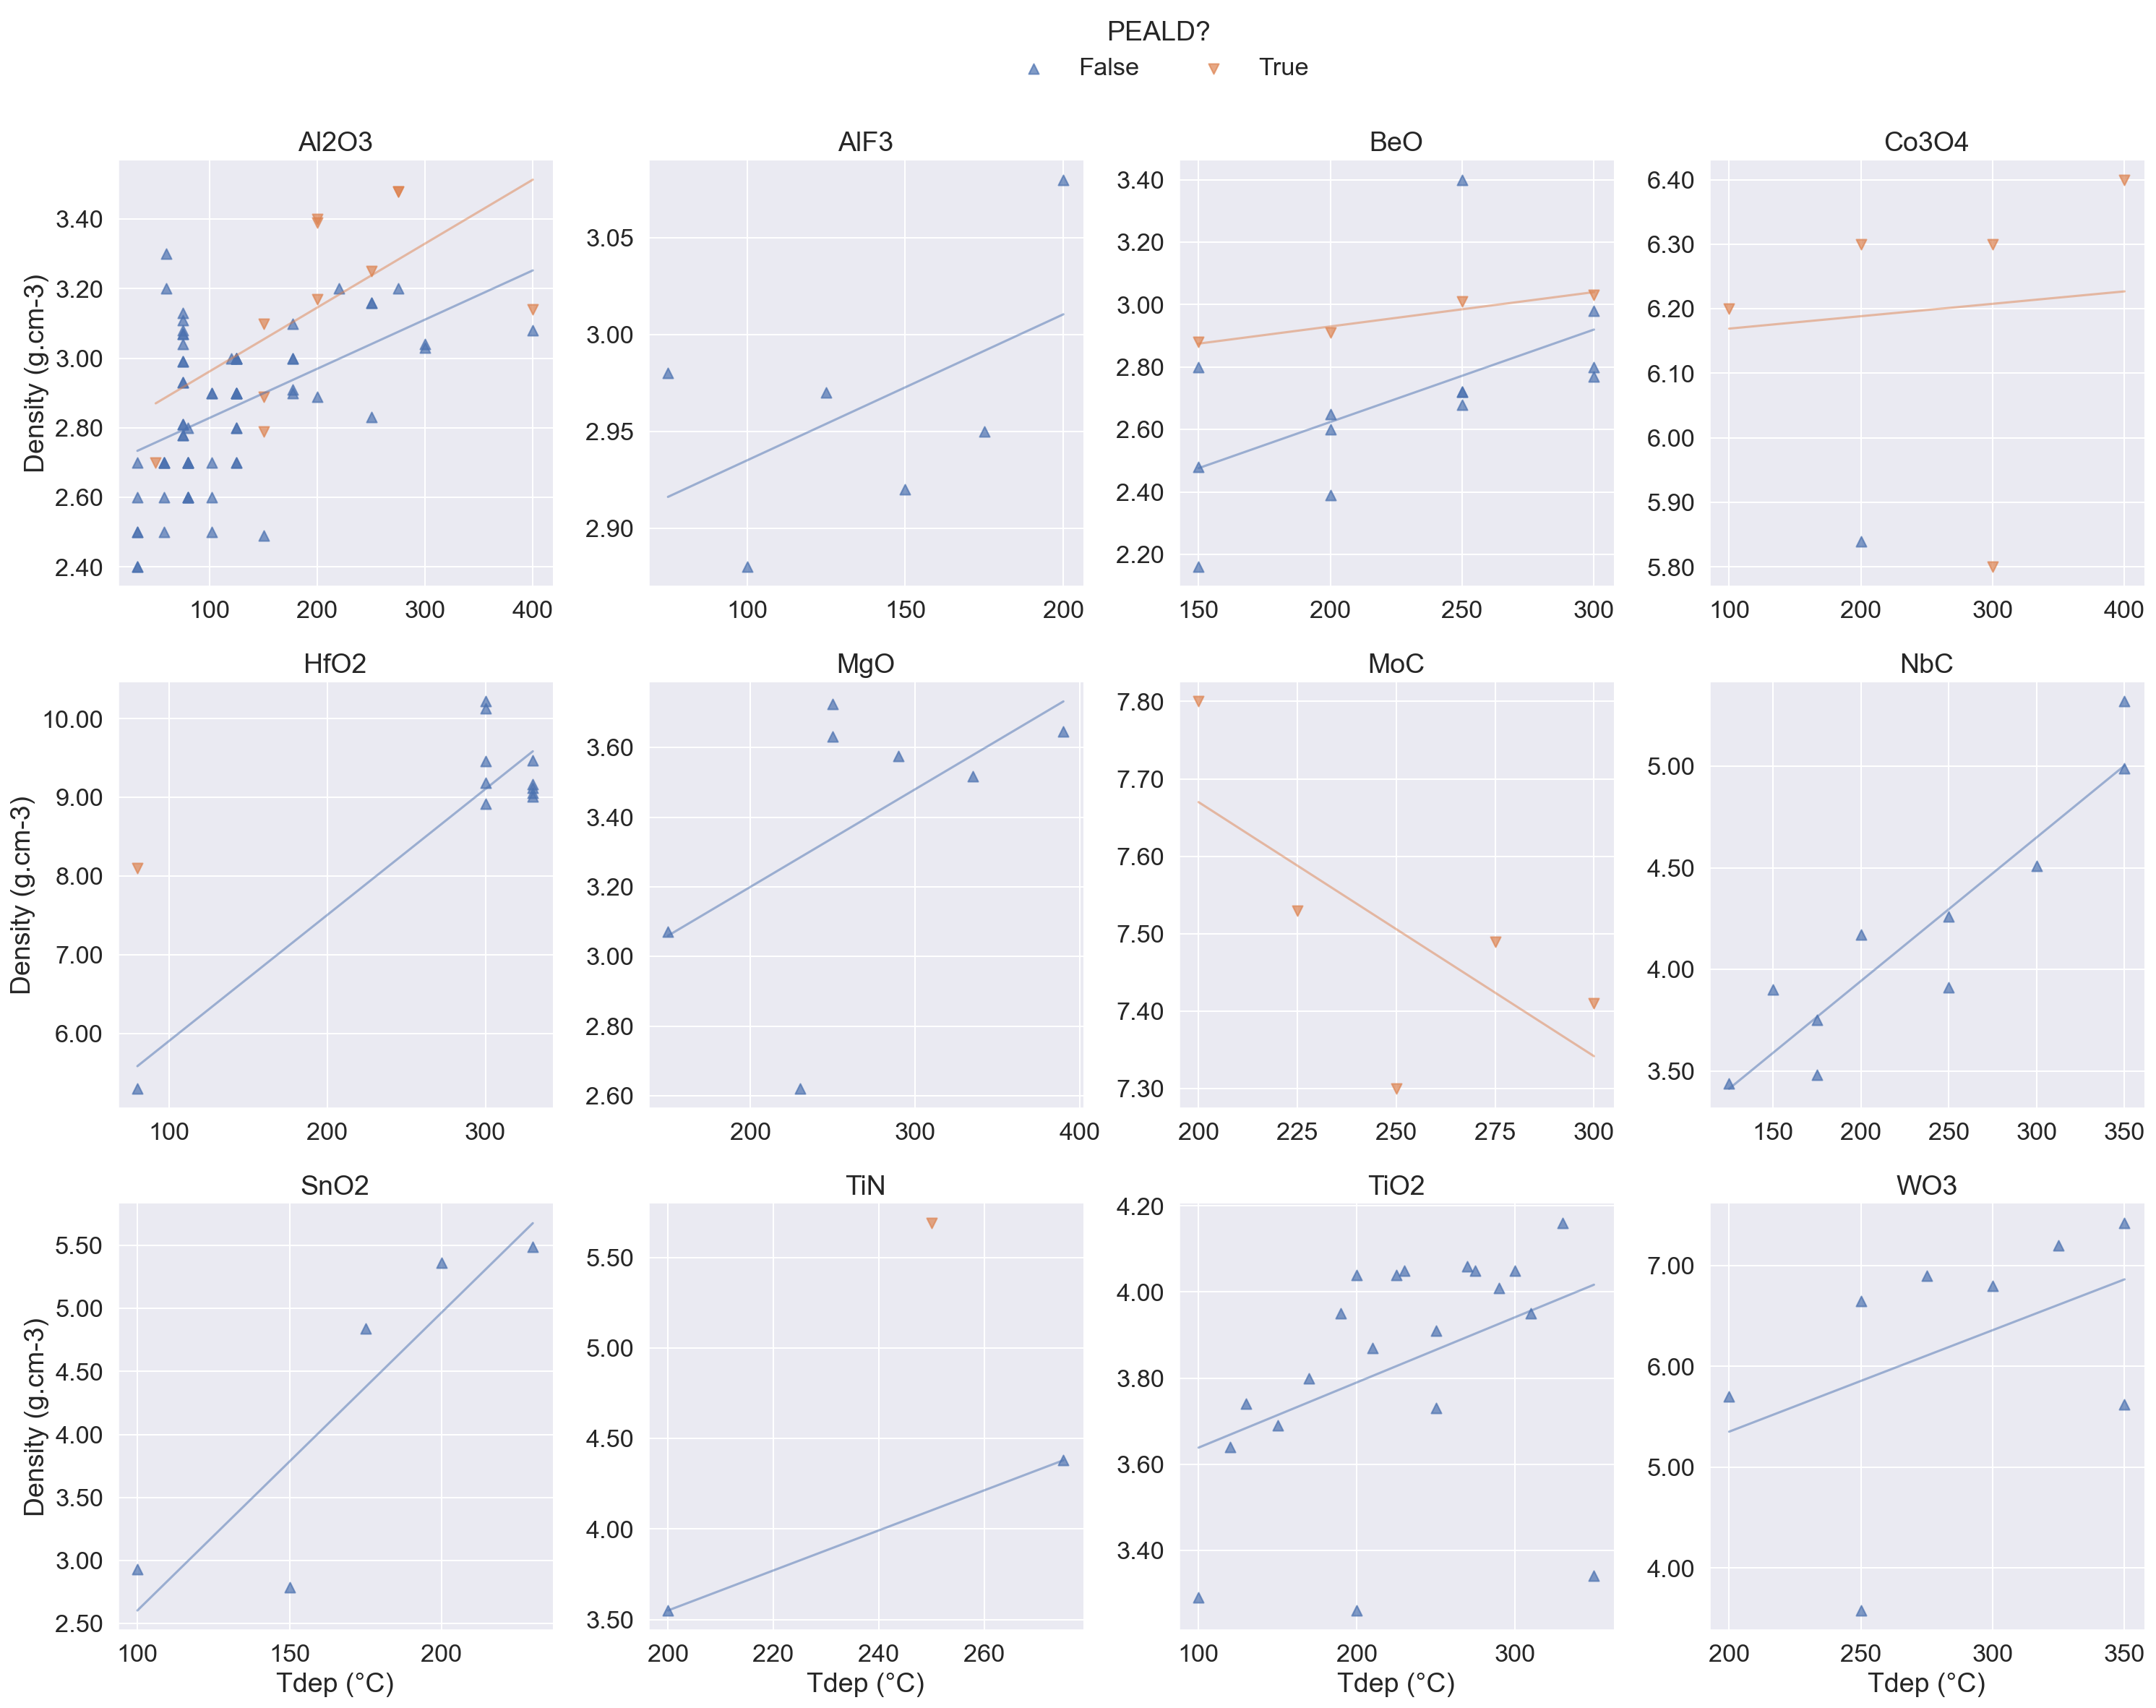 PEALD?
False True
Al2O3 AlF3 BeO Co3O4
Density (g.cm-3)
3.40
3.20
3.00
2.80
2.60
2.40
100 200 300 400
3.05
3.00
2.95
2.90
100 150 200
3.40
3.20
3.00
2.80
2.60
2.40
2.20
150 200 250 300
6.40
6.30
6.20
6.10
6.00
5.90
5.80
100 200 300 400
HfO2 MgO MoC NbC
Density (g.cm-3)
10.00
9.00
8.00
7.00
6.00
100 200 300
3.60
3.40
3.20
3.00
2.80
2.60
200 300 400
7.80
7.70
7.60
7.50
7.40
7.30
200 225 250 275 300
5.00
4.50
4.00
3.50
150 200 250 300 350
SnO2 TiN TiO2 WO3
Density (g.cm-3)
5.50
5.00
4.50
4.00
3.50
3.00
2.50
100 150 200
Tdep (°C)
5.50
5.00
4.50
4.00
3.50
200 220 240 260
Tdep (°C)
4.20
4.00
3.80
3.60
3.40
100 200 300
Tdep (°C)
7.00
6.00
5.00
4.00
200 250 300 350
Tdep (°C)